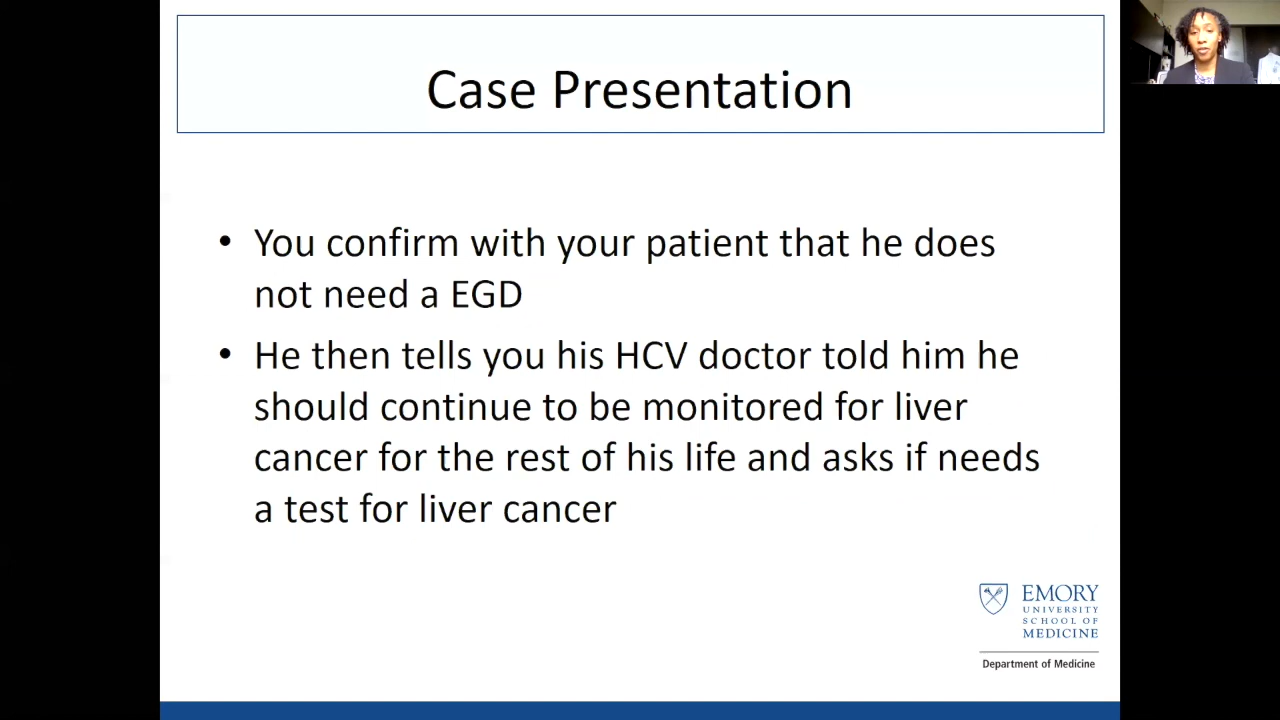 Case Presentation
• You confirm with your patient that he does
not need a EGD
• He then tells you his HCV doctor told him he
should continue to be monitored for liver
cancer for the rest of his life and asks if needs
a test for liver cancer
EMORY
UNIVERSITY
SCHOOL OF
MEDICINE
Department of Medicine